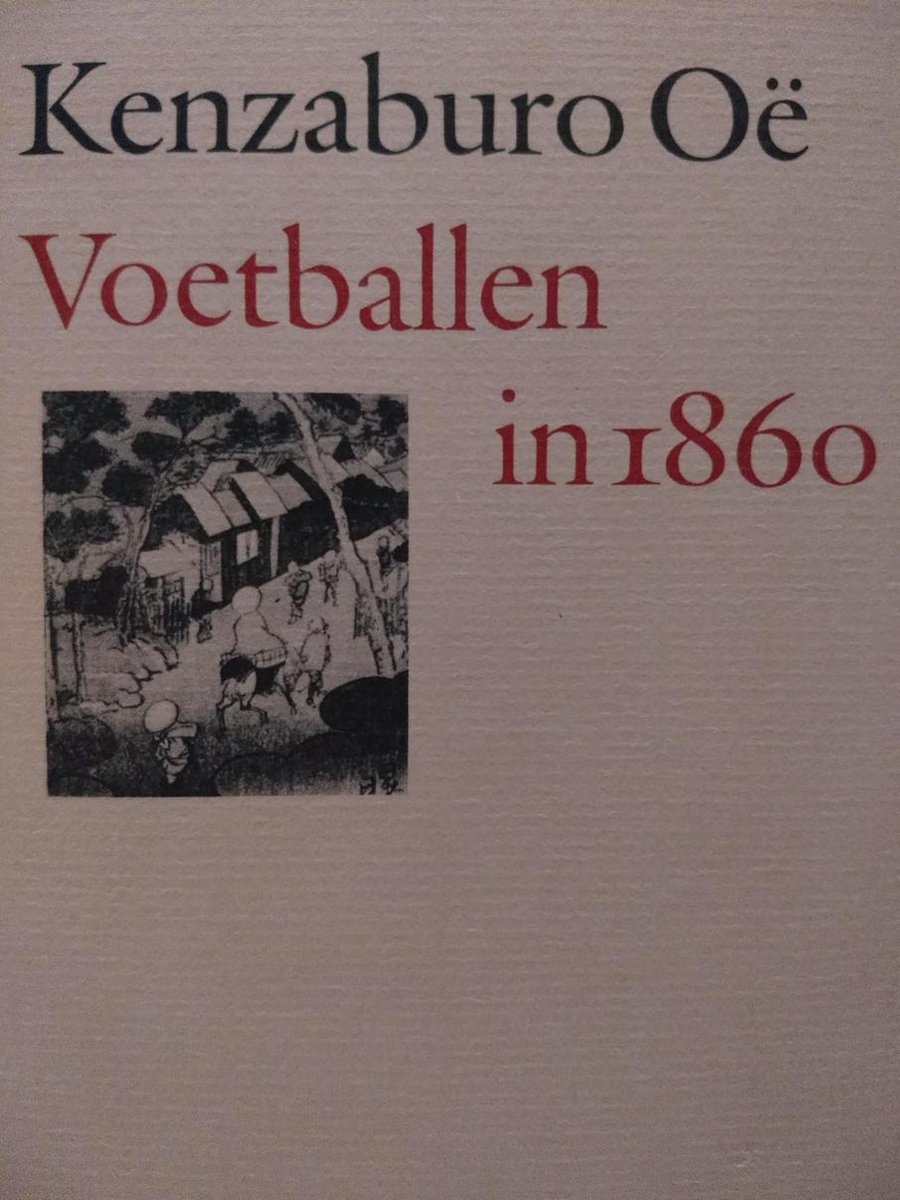 Kenzaburo Oë
Voetballen
in 1860